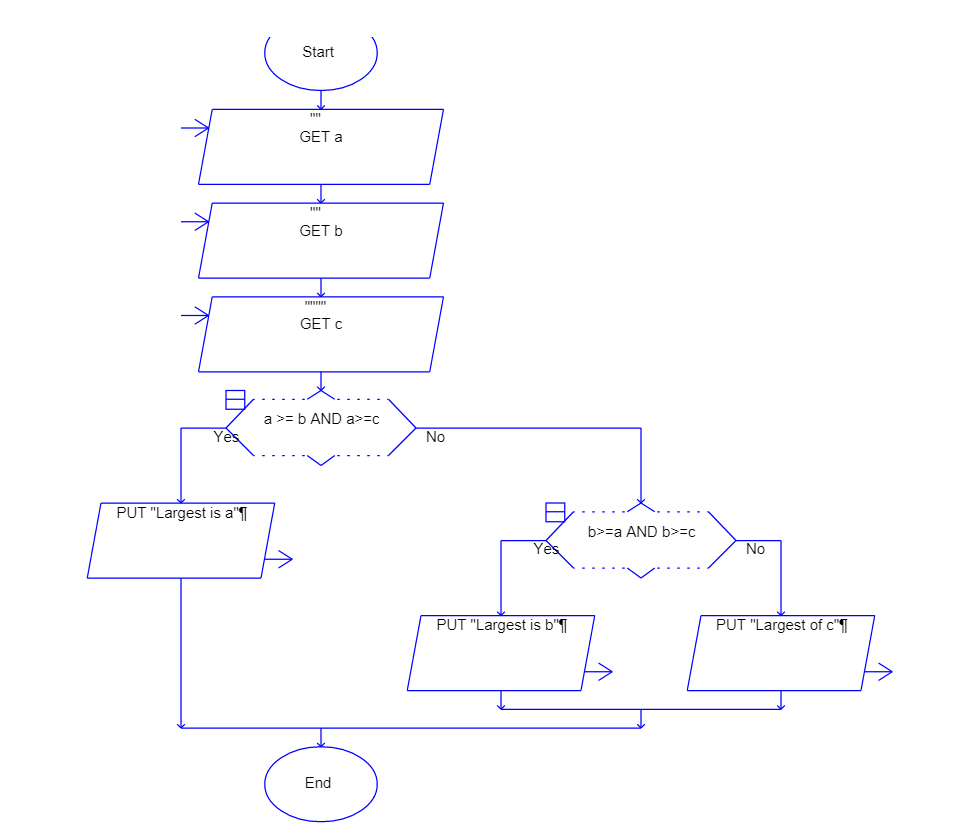 Start
""
GET a
""
GET b
""""
GET c
a >= b AND a>=c
Yes
No
PUT "Largest is a"¶
b>=a AND b>=c
Yes
No
PUT "Largest is b"¶
PUT "Largest of c"¶
End